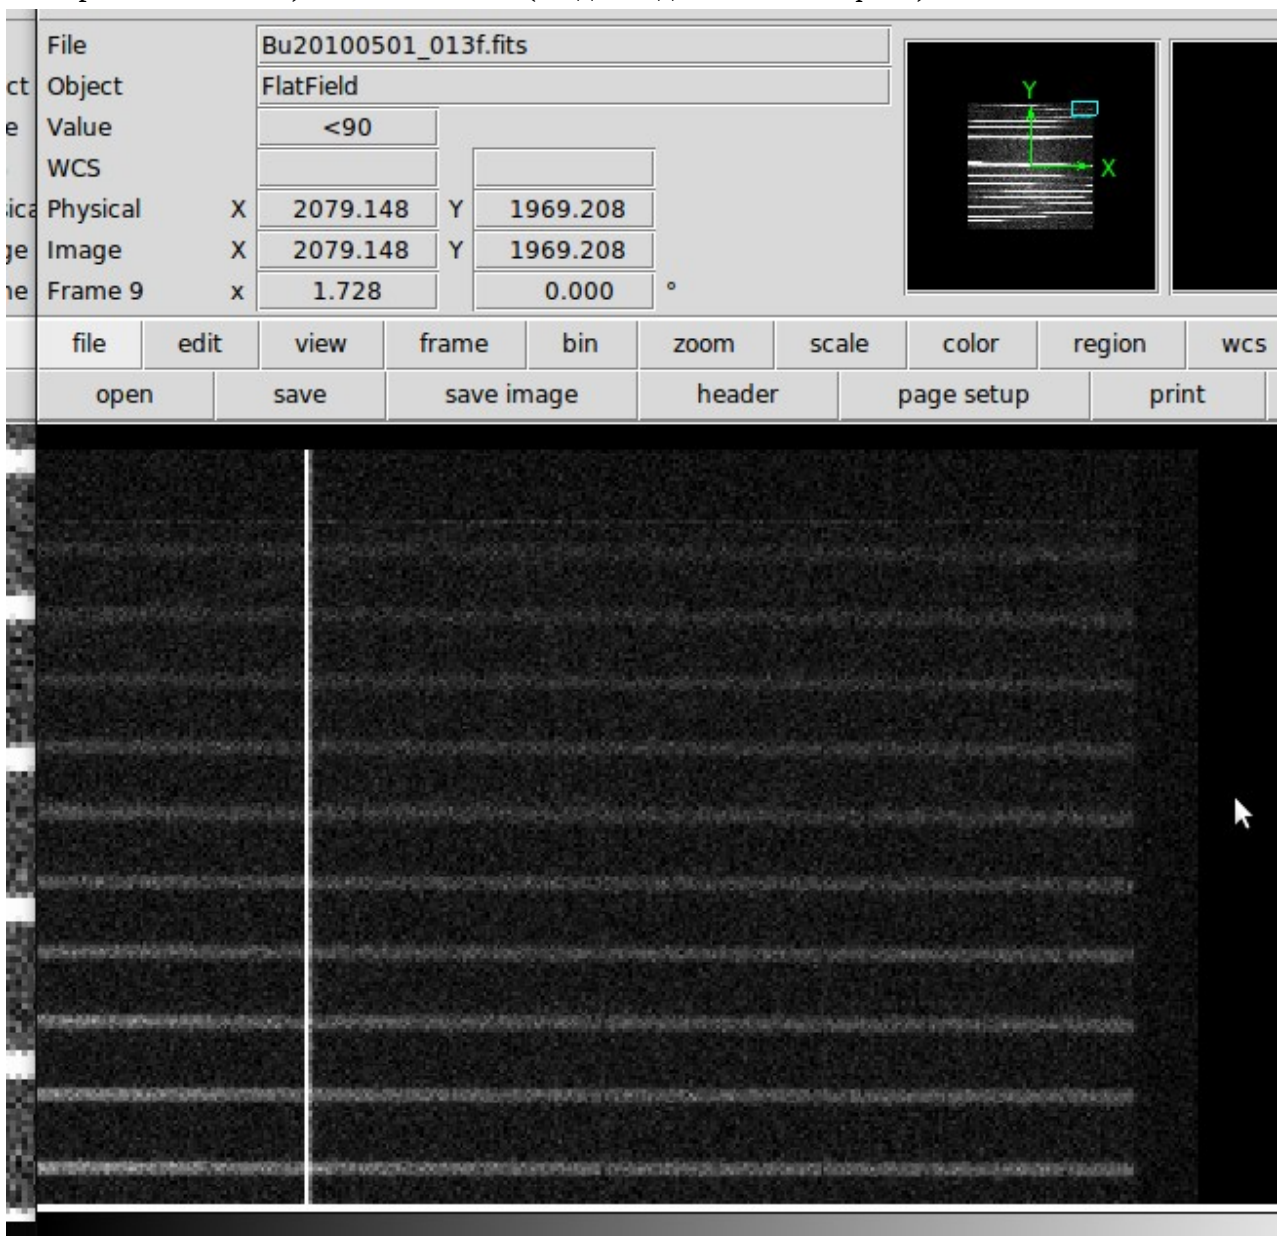 File Bu20100501_013f.fits
ct Object FlatField
e Value <90
WCS
Physical X 2079.148 Y 1969.208
ge Image X 2079.148 Y 1969.208
Frame 9 x 1.728 0.000 °
Y
X
file edit view frame bin zoom scale color region wcs
open save save image header page setup print